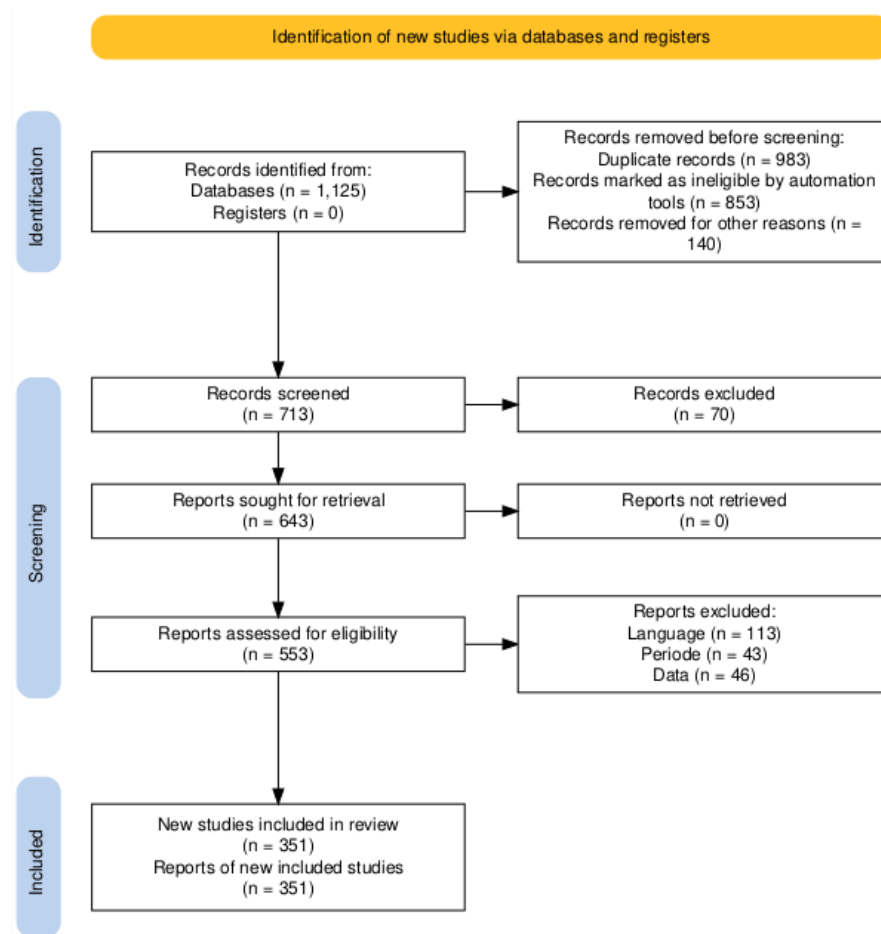 Identification of new studies via databases and registers
Identification
Records identified from:
Databases (n = 1,125)
Registers (n = 0)
Records removed before screening:
Duplicate records (n = 983)
Records marked as ineligible by automation
tools (n = 853)
Records removed for other reasons (n =
140)
Screening
Records screened
(n = 713)
Records excluded
(n = 70)
Reports sought for retrieval
(n = 643)
Reports not retrieved
(n = 0)
Reports assessed for eligibility
(n = 553)
Reports excluded:
Language (n = 113)
Periode (n = 43)
Data (n = 46)
Included
New studies included in review
(n = 351)
Reports of new included studies
(n = 351)